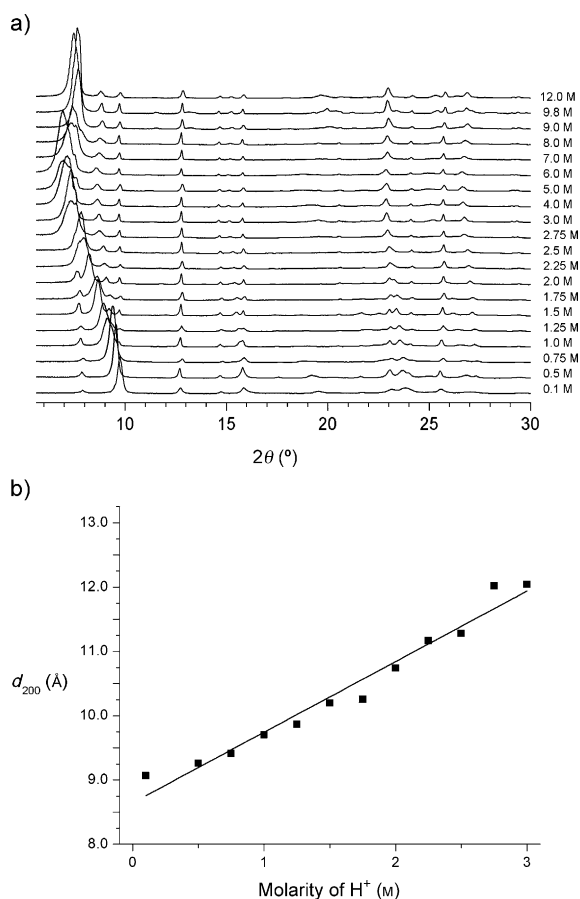 a)
12.0 M
9.8 M
9.0 M
8.0 M
7.0 M
6.0 M
5.0 M
4.0 M
3.0 M
2.75 M
2.5 M
2.25 M
2.0 M
1.75 M
1.5 M
1.25 M
1.0 M
0.75 M
0.5 M
0.1 M
10 15 20 25 30
2θ (º)
b)
13.0
12.0
11.0
d200 (Å)
10.0
9.0
8.0
0 1 2 3
Molarity of H+ (M)